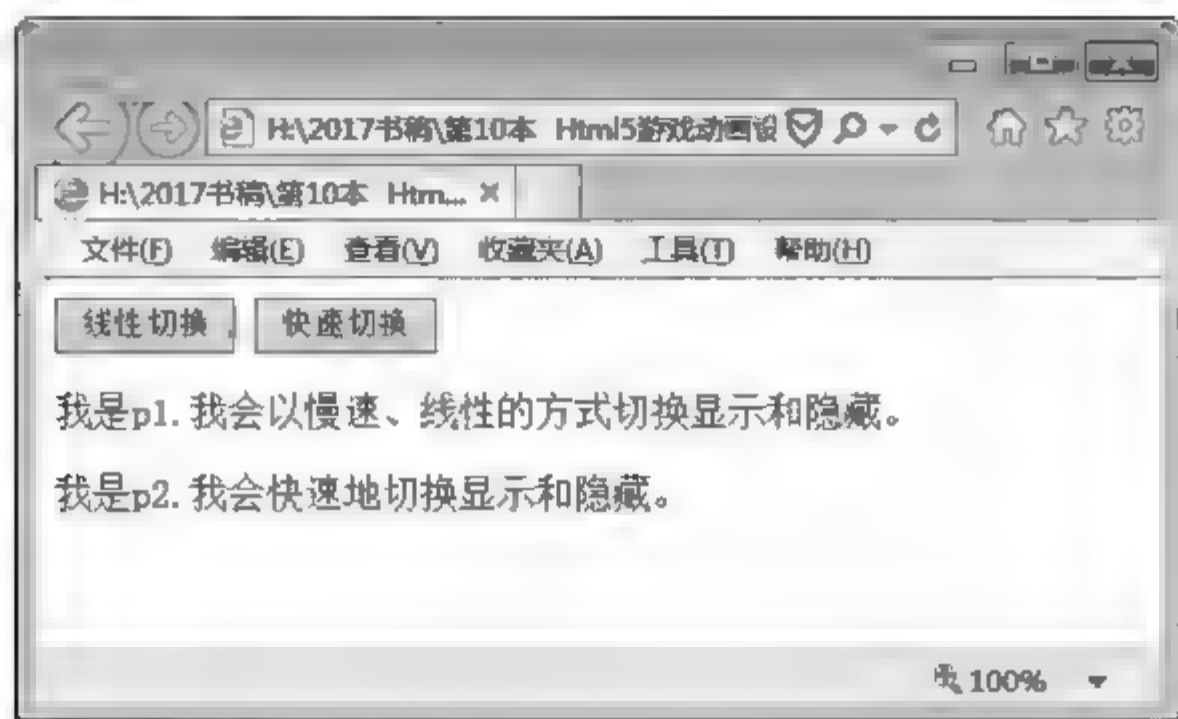 H:\2017书稿\第10本 Html5游戏动画设
H:\2017书稿\第10本 Htm...
文件(F) 编辑(E) 查看(V) 收藏夹(A) 工具(T) 帮助(H)
线性切换 快速切换
我是p1.我会以慢速、线性的方式切换显示和隐藏。
我是p2.我会快速地切换显示和隐藏。
100%